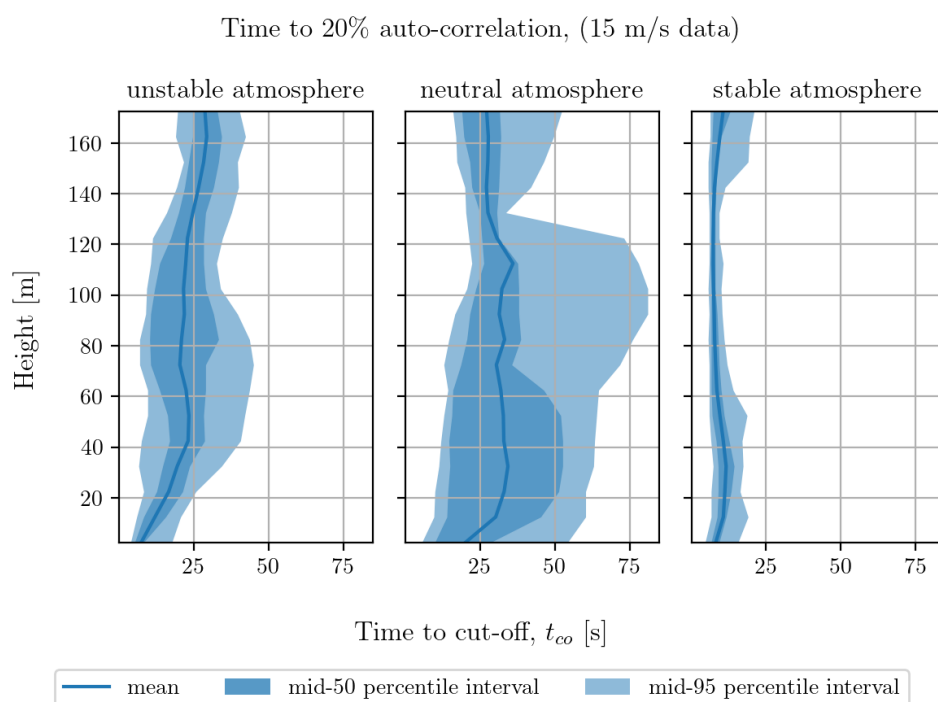 Time to 20% auto-correlation, (15 m/s data)
unstable atmosphere neutral atmosphere stable atmosphere
160
140
120
100
80
60
40
20
Height [m]
25 50 75 25 50 75 25 50 75
Time to cut-off, t_co [s]
mean mid-50 percentile interval mid-95 percentile interval